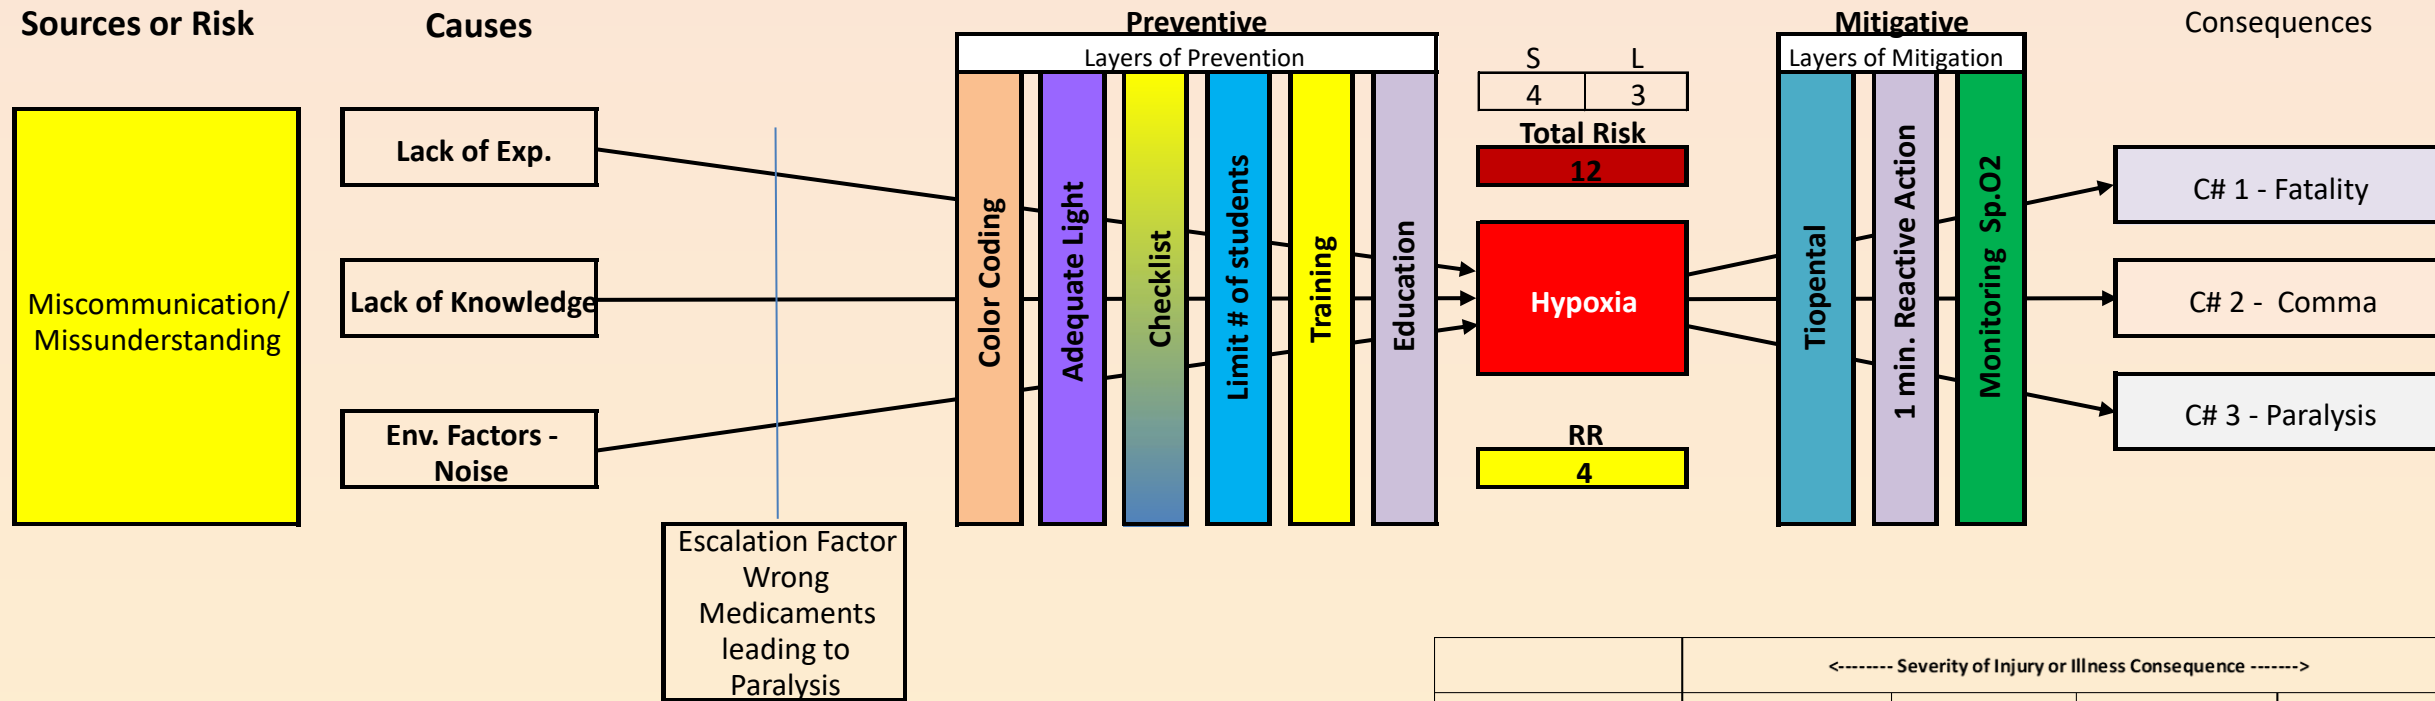 Sources or Risk
Causes
Preventive
Mitigative
Consequences
Layers of Prevention
S L
Layers of Mitigation
4 3
Total Risk
12
Miscommunication/
Missunderstanding
Lack of Exp.
Lack of Knowledge
Env. Factors -
Noise
Escalation Factor
Wrong
Medicaments
leading to
Paralysis
Color Coding
Adequate Light
Checklist
Limit # of students
Training
Education
Hypoxia
RR
4
Tiopental
1 min. Reactive Action
Monitoring Sp.O2
C# 1 - Fatality
C# 2 - Comma
C# 3 - Paralysis
<-------- Severity of Injury or Illness Consequence ------->